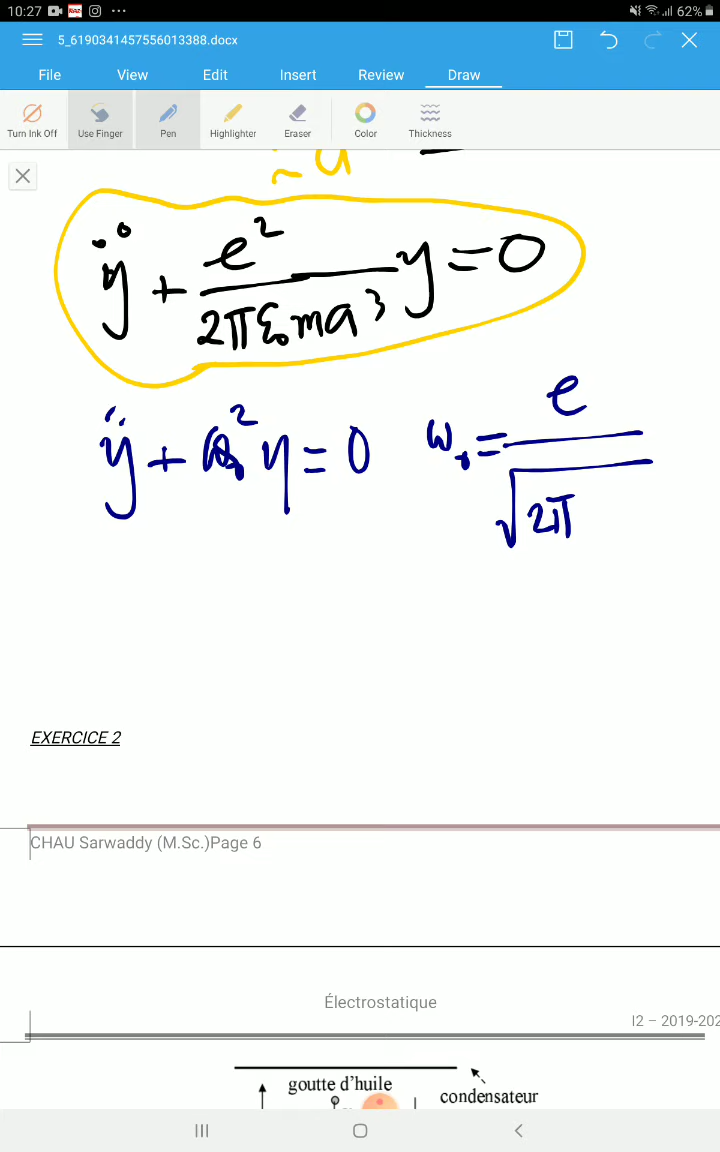 10:27 62%
5_6190341457556013388.docx
File View Edit Insert Review Draw
Turn Ink Off Use Finger Pen Highlighter Eraser Color Thickness
ÿ + e² / 2πε₀ma³ y = 0
ÿ + ω₀² y = 0 ω₀ = e / √2π
EXERCICE 2
CHAU Sarwaddy (M.Sc.)Page 6
Électrostatique
I2 – 2019-202
goutte d'huile
condensateur